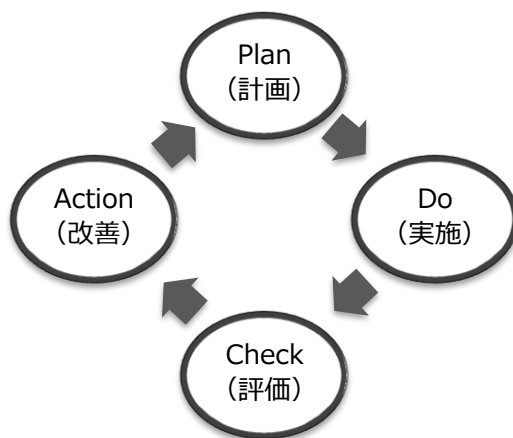 Plan
（計画）
Do
（実施）
Check
（評価）
Action
（改善）